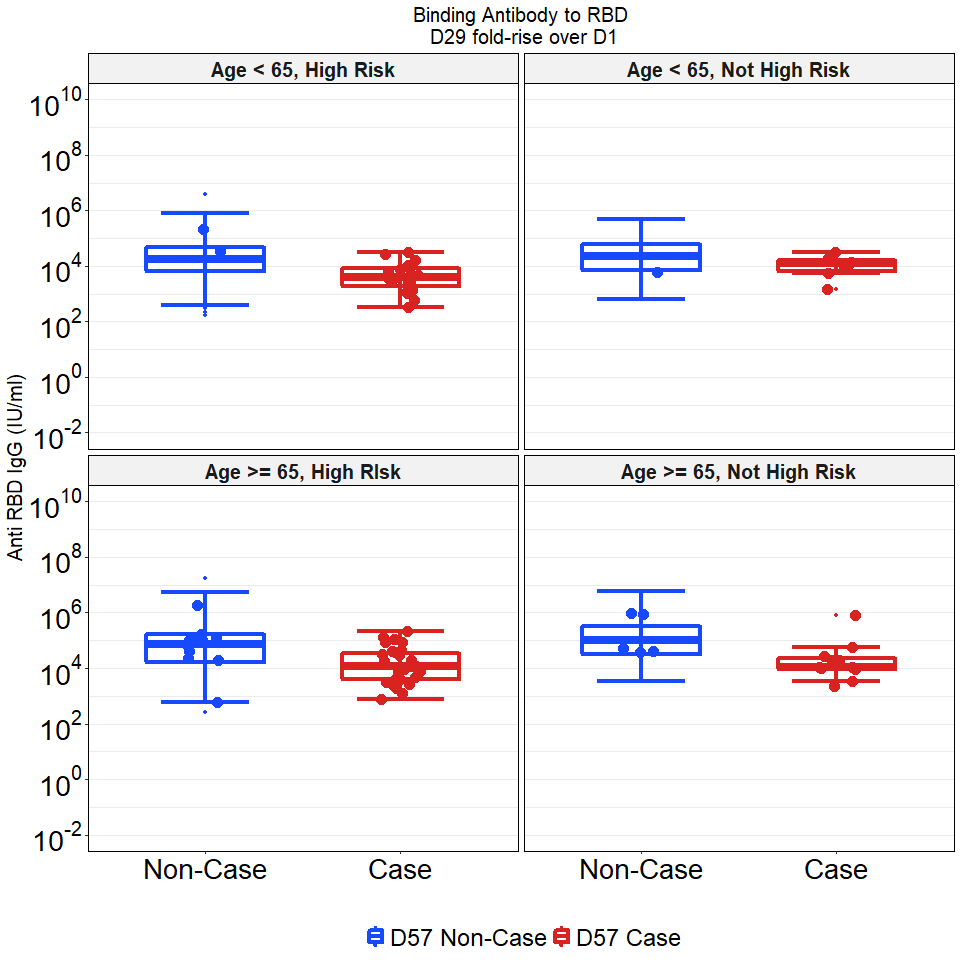 Binding Antibody to RBD
D29 fold-rise over D1
Age < 65, High Risk
Age < 65, Not High Risk
10^10
10^8
10^6
10^4
10^2
10^0
10^-2
Anti RBD IgG (IU/ml)
Age >= 65, High RIsk
Age >= 65, Not High Risk
10^10
10^8
10^6
10^4
10^2
10^0
10^-2
Non-Case Case Non-Case Case
D57 Non-Case D57 Case